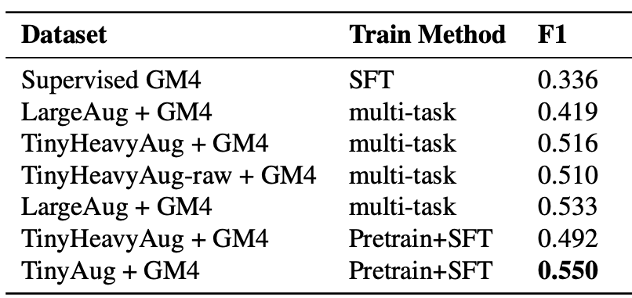 Dataset Train Method F1
Supervised GM4 SFT 0.336
LargeAug + GM4 multi-task 0.419
TinyHeavyAug + GM4 multi-task 0.516
TinyHeavyAug-raw + GM4 multi-task 0.510
LargeAug + GM4 multi-task 0.533
TinyHeavyAug + GM4 Pretrain+SFT 0.492
TinyAug + GM4 Pretrain+SFT 0.550